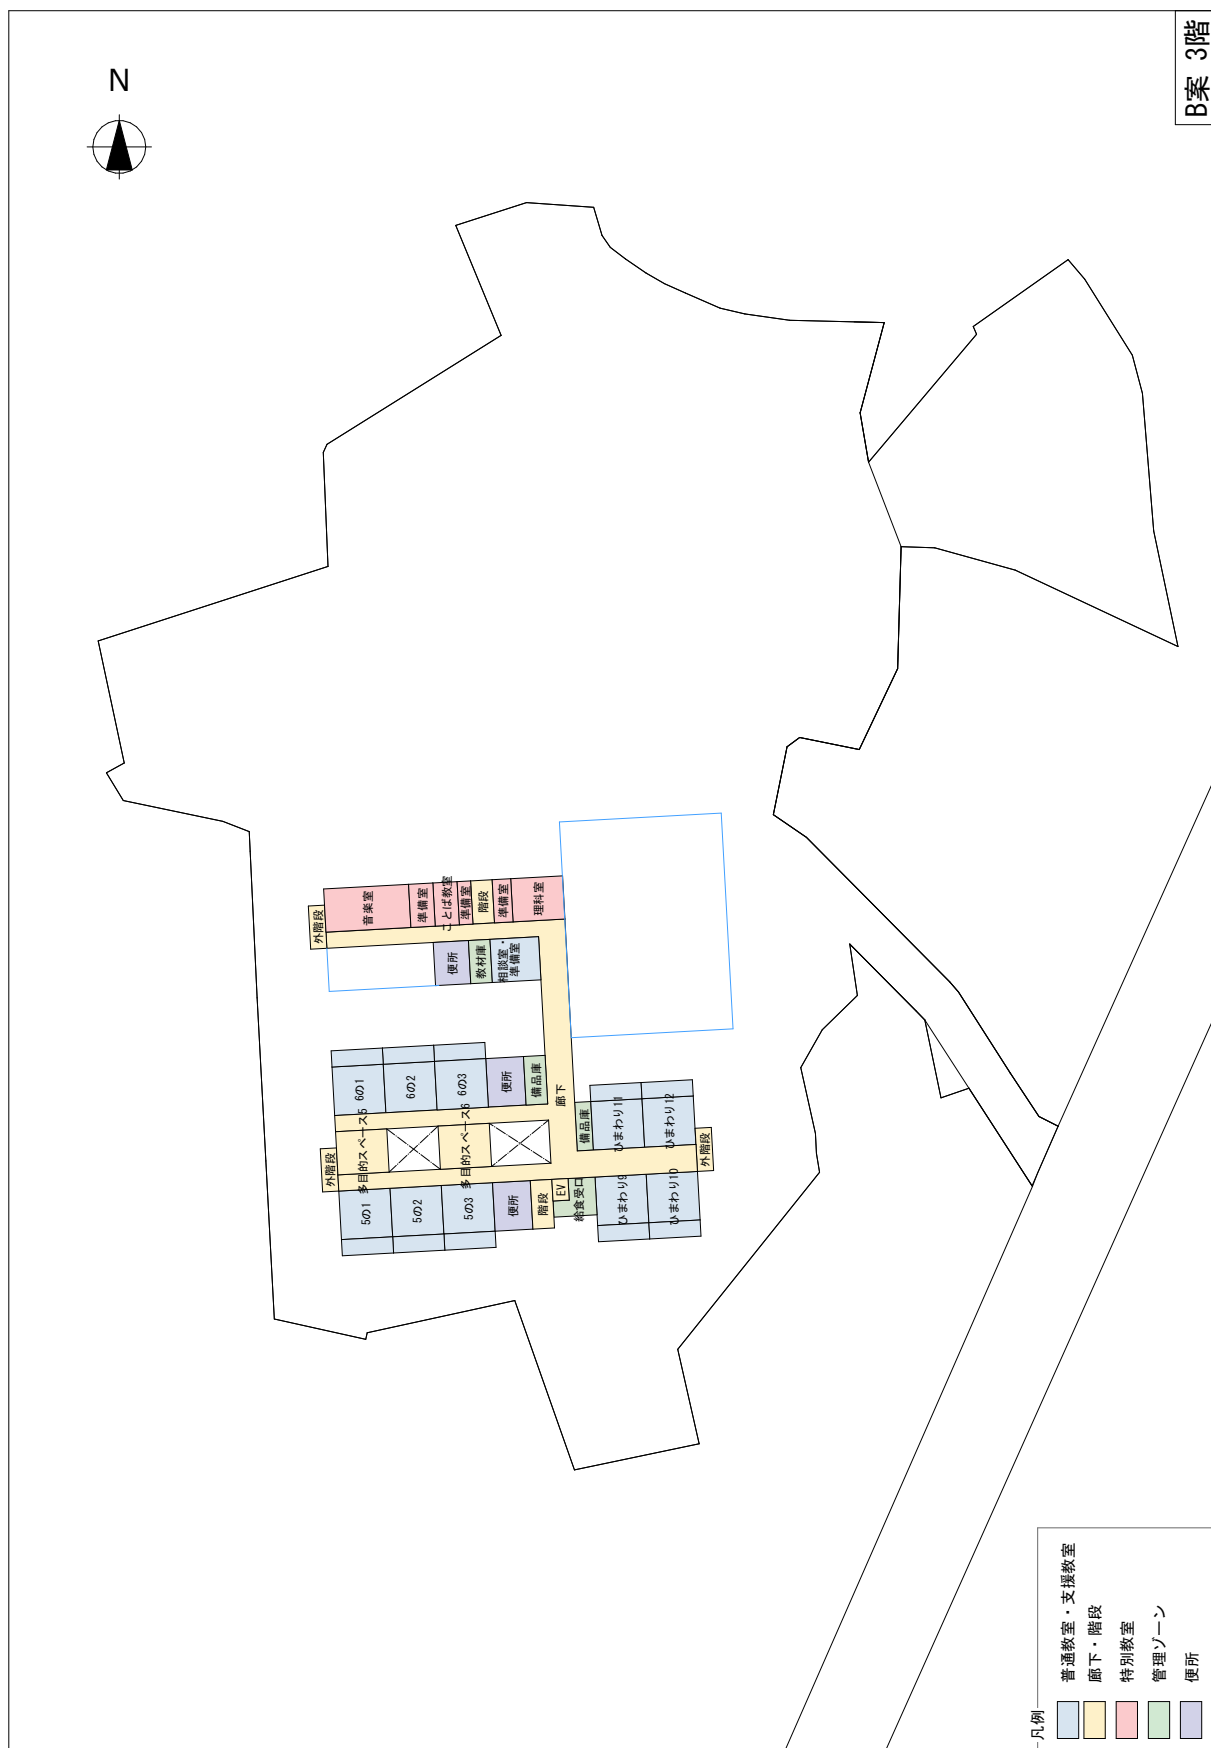 B案 3階
N
外階段
音楽室
準備室
ことば教室
準備室
階段
準備室
理科室
便所
教材庫
相談室・
準備室
6の1
6の2
6の3
便所
備品庫
廊下
外階段
多目的スペース5
多目的スペース6
備品庫
ひまわり11
ひまわり12
外階段
5の1
5の2
5の3
便所
階段
EV
給食受口
ひまわり9
ひまわり10
凡例
普通教室・支援教室
廊下・階段
特別教室
管理ゾーン
便所